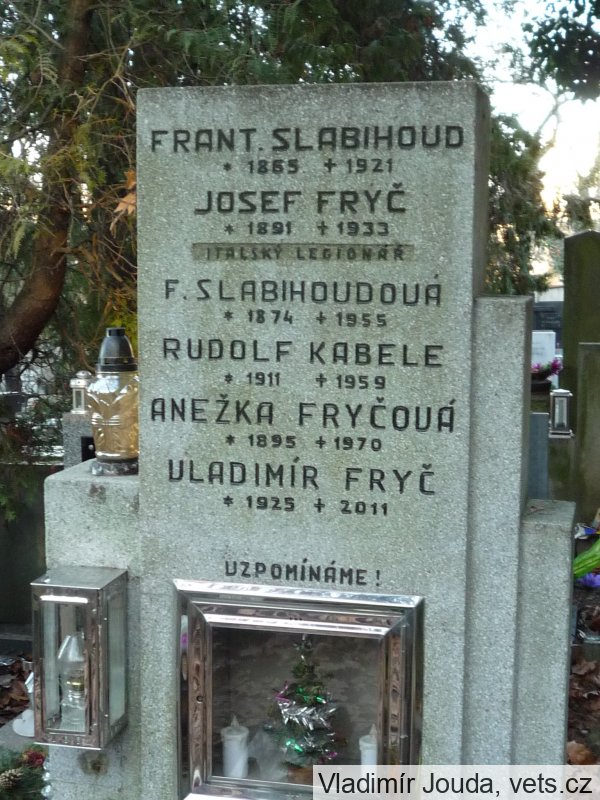 FRANT. SLABIHOUD
* 1865 + 1921
JOSEF FRYČ
* 1891 + 1933
ITALSKÝ LEGIONÁŘ
F. SLABIHOUDOVÁ
* 1874 + 1955
RUDOLF KABELE
* 1911 + 1959
ANEŽKA FRYČOVÁ
* 1895 + 1970
VLADIMÍR FRYČ
* 1925 + 2011
VZPOMÍNÁME!
Vladimír Jouda, vets.cz